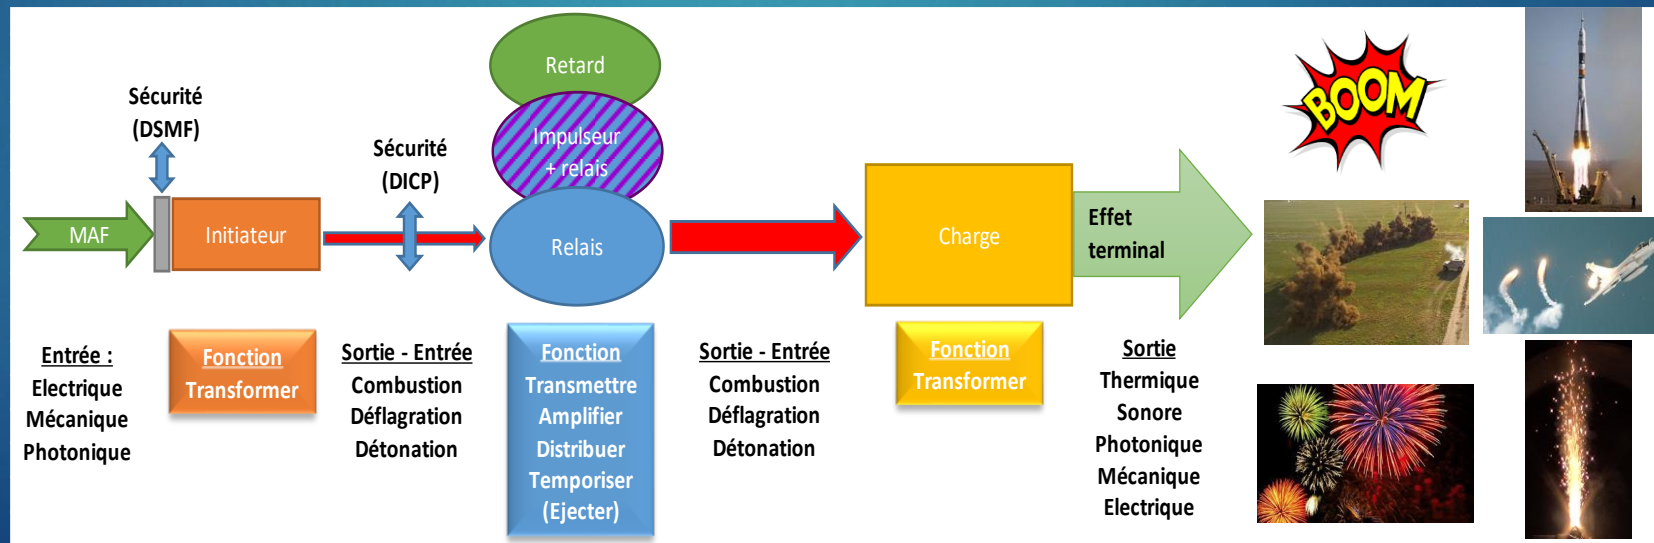 Sécurité
(DSMF)
MAF
Initiateur
Sécurité
(DICP)
Retard
Impulseur
+ relais
Relais
Charge
Effet
terminal
BOOM
Entrée :
Electrique
Mécanique
Photonique
Fonction
Transformer
Sortie - Entrée
Combustion
Déflagration
Détonation
Fonction
Transmettre
Amplifier
Distribuer
Temporiser
(Ejecter)
Sortie - Entrée
Combustion
Déflagration
Détonation
Fonction
Transformer
Sortie
Thermique
Sonore
Photonique
Mécanique
Electrique